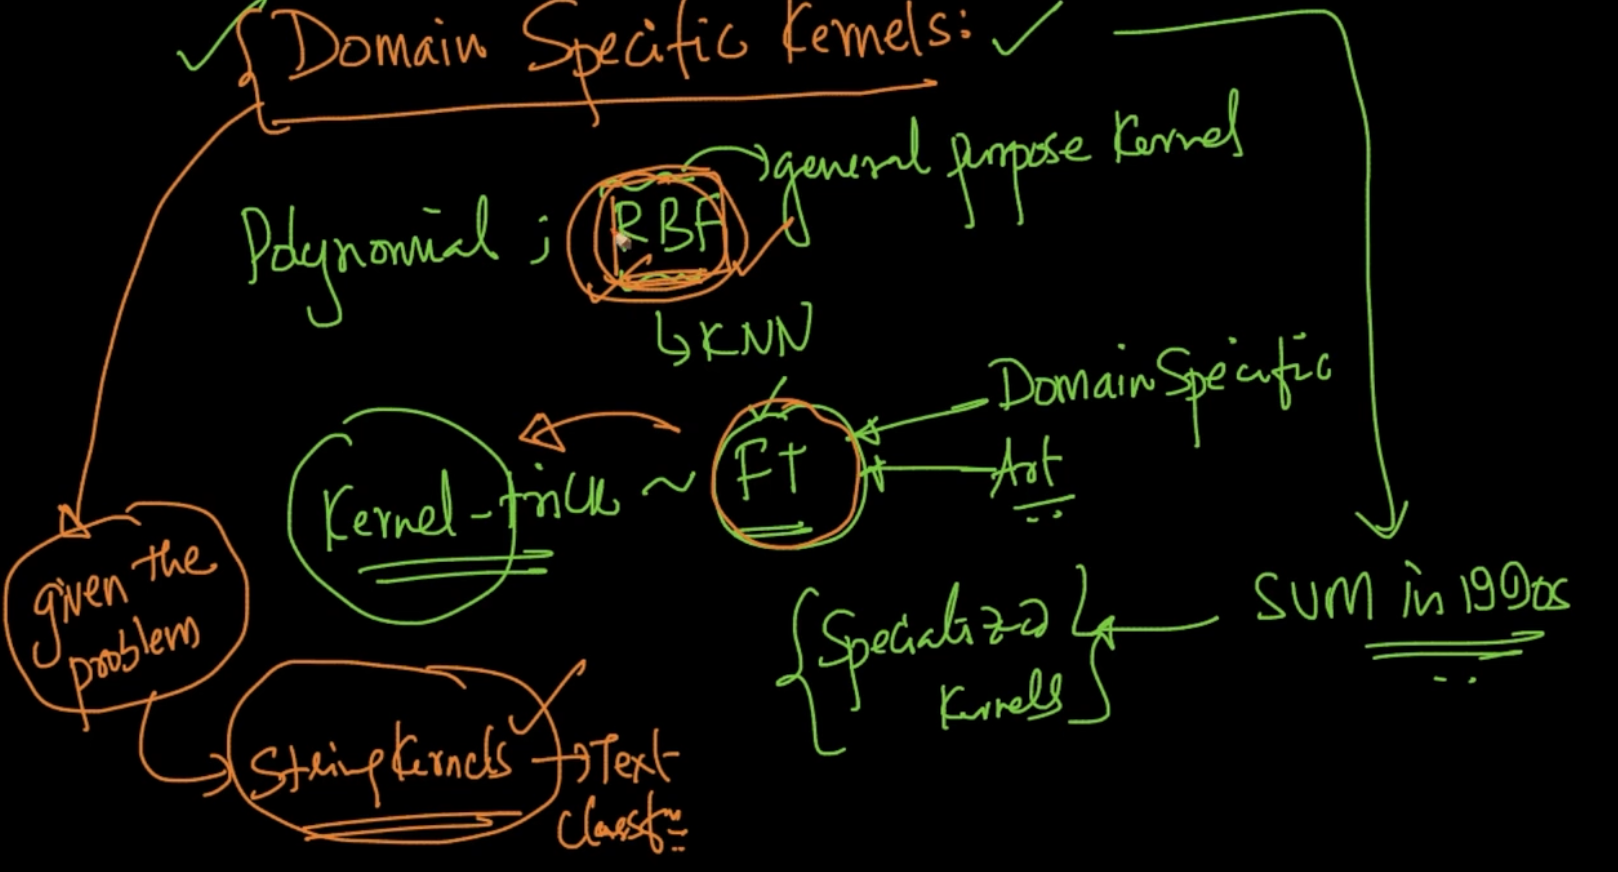 Domain Specific Kernels:
general purpose Kernel
Polynomial ; RBF
↳ KNN
Domain Specific
Kernel-trick ~ FT
Art
given the
problem
SVM in 1990s
Specialized
Kernels
String Kernels → Text
Classfn